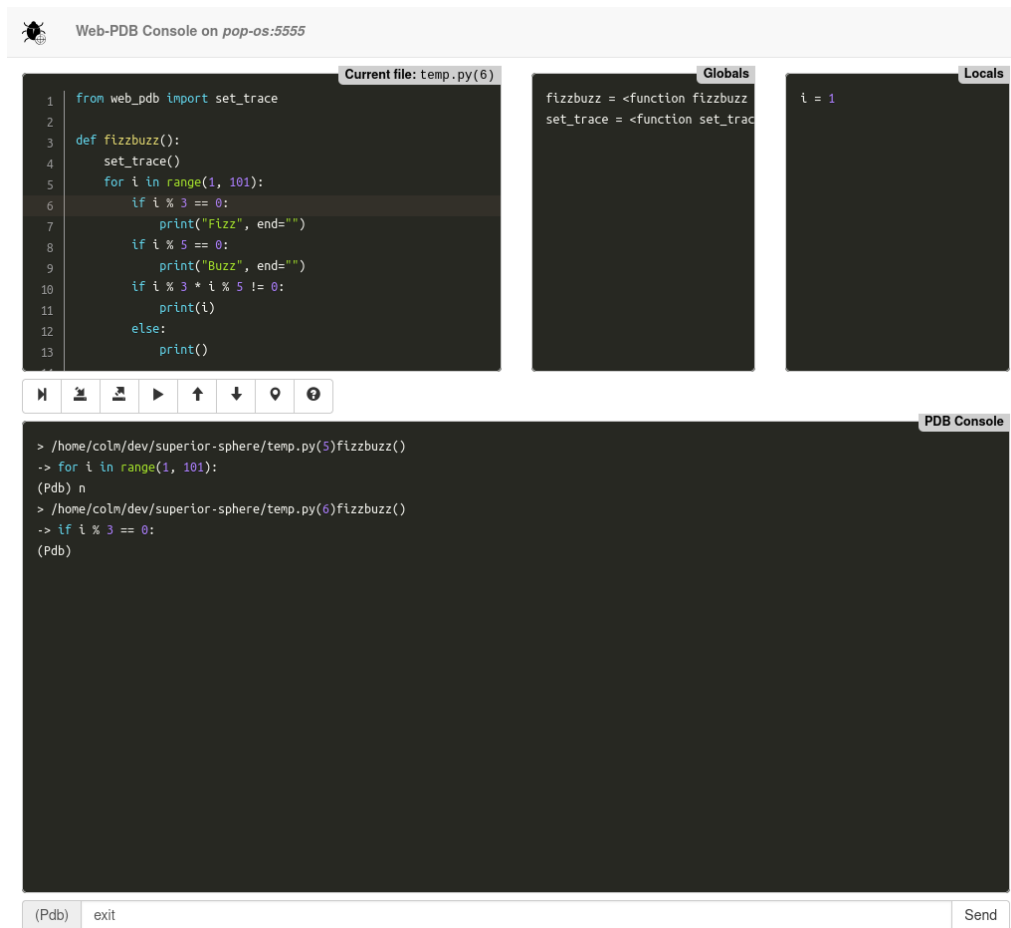 Web-PDB Console on pop-os:5555
Current file: temp.py(6)
1 from web_pdb import set_trace
2
3 def fizzbuzz():
4     set_trace()
5     for i in range(1, 101):
6         if i % 3 == 0:
7             print("Fizz", end="")
8         if i % 5 == 0:
9             print("Buzz", end="")
10         if i % 3 * i % 5 != 0:
11             print(i)
12         else:
13             print()
Globals
fizzbuzz = <function fizzbuzz
set_trace = <function set_trac
Locals
i = 1
PDB Console
> /home/colm/dev/superior-sphere/temp.py(5)fizzbuzz()
-> for i in range(1, 101):
(Pdb) n
> /home/colm/dev/superior-sphere/temp.py(6)fizzbuzz()
-> if i % 3 == 0:
(Pdb)
(Pdb) exit Send